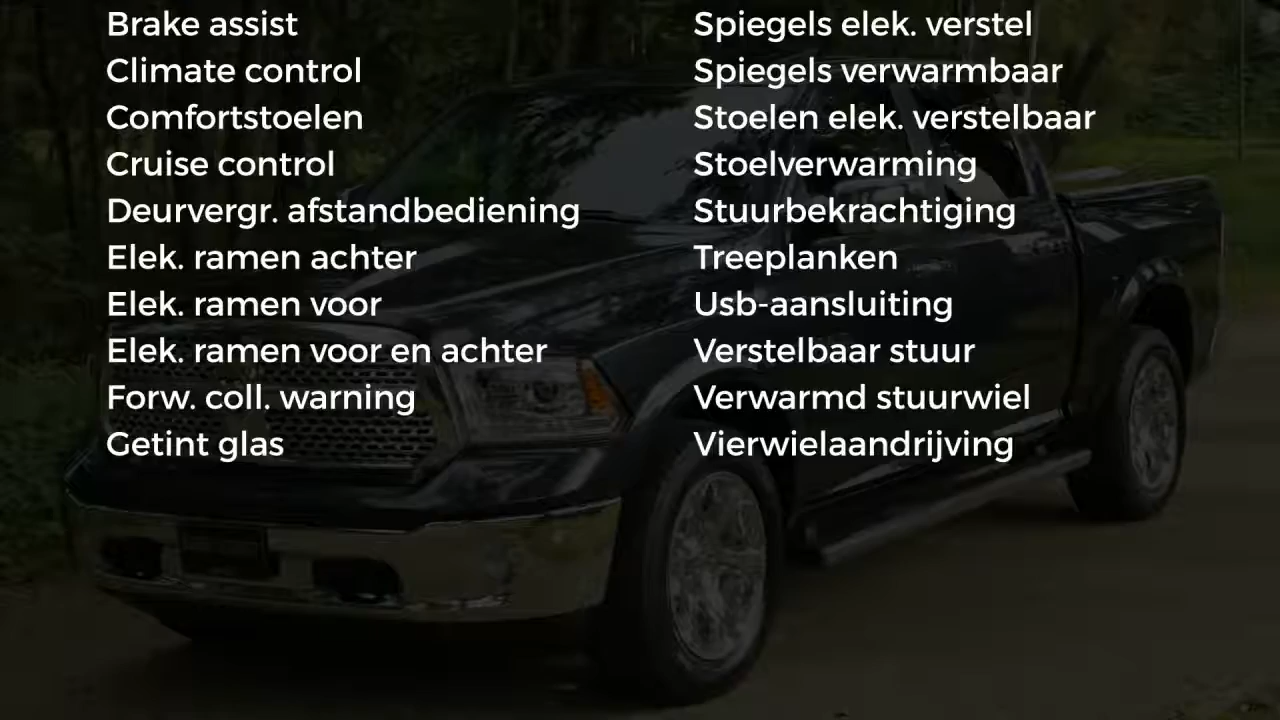 Brake assist
Climate control
Comfortstoelen
Cruise control
Deurvergr. afstandbediening
Elek. ramen achter
Elek. ramen voor
Elek. ramen voor en achter
Forw. coll. warning
Getint glas
Spiegels elek. verstel
Spiegels verwarmbaar
Stoelen elek. verstelbaar
Stoelverwarming
Stuurbekrachtiging
Treeplanken
Usb-aansluiting
Verstelbaar stuur
Verwarmd stuurwiel
Vierwielaandrijving